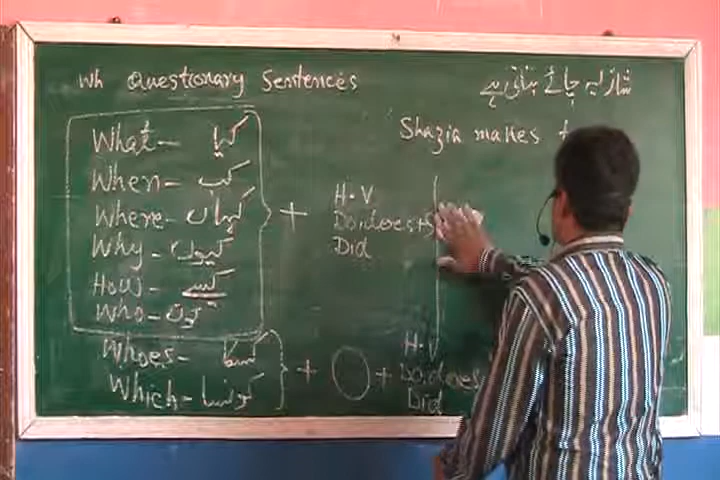 Wh Questionary Sentences
شازیہ چائے بناتی ہے
Shazia makes t
What - کیا
When - کب
Where - کہاں
Why - کیوں
How - کیسے
Who - کون
+ H.V
Do, does + S
Did
Whoes - کسکا
Which - کونسا
+ + H.V
Do, does
Did